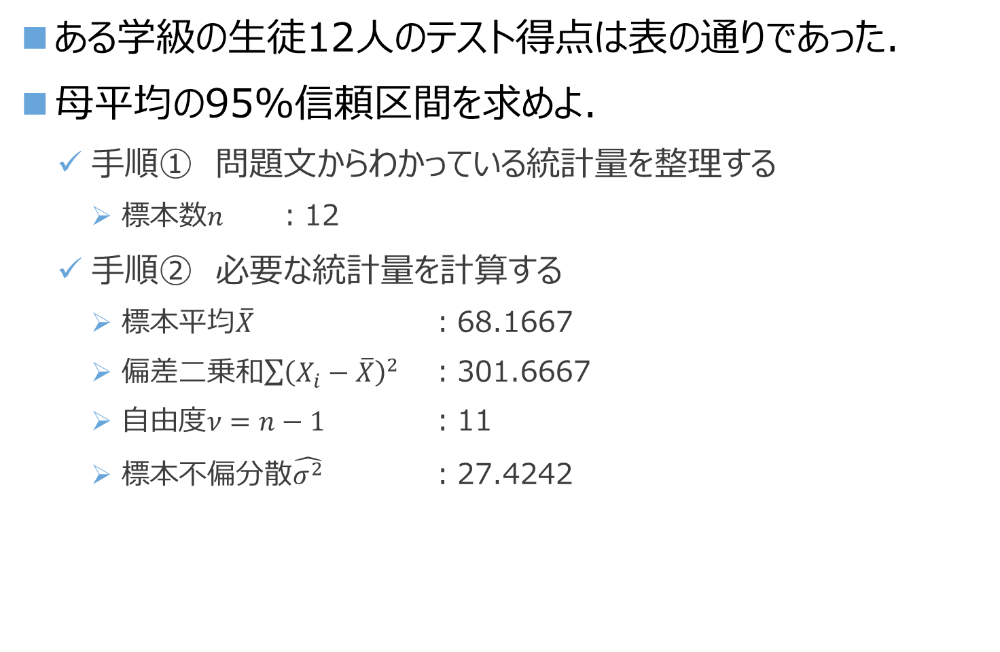 ある学級の生徒12人のテスト得点は表の通りであった.
母平均の95%信頼区間を求めよ.
手順① 問題文からわかっている統計量を整理する
標本数n : 12
手順② 必要な統計量を計算する
標本平均X̄ : 68.1667
偏差二乗和∑(Xᵢ − X̄)² : 301.6667
自由度ν = n − 1 : 11
標本不偏分散σ̂² : 27.4242